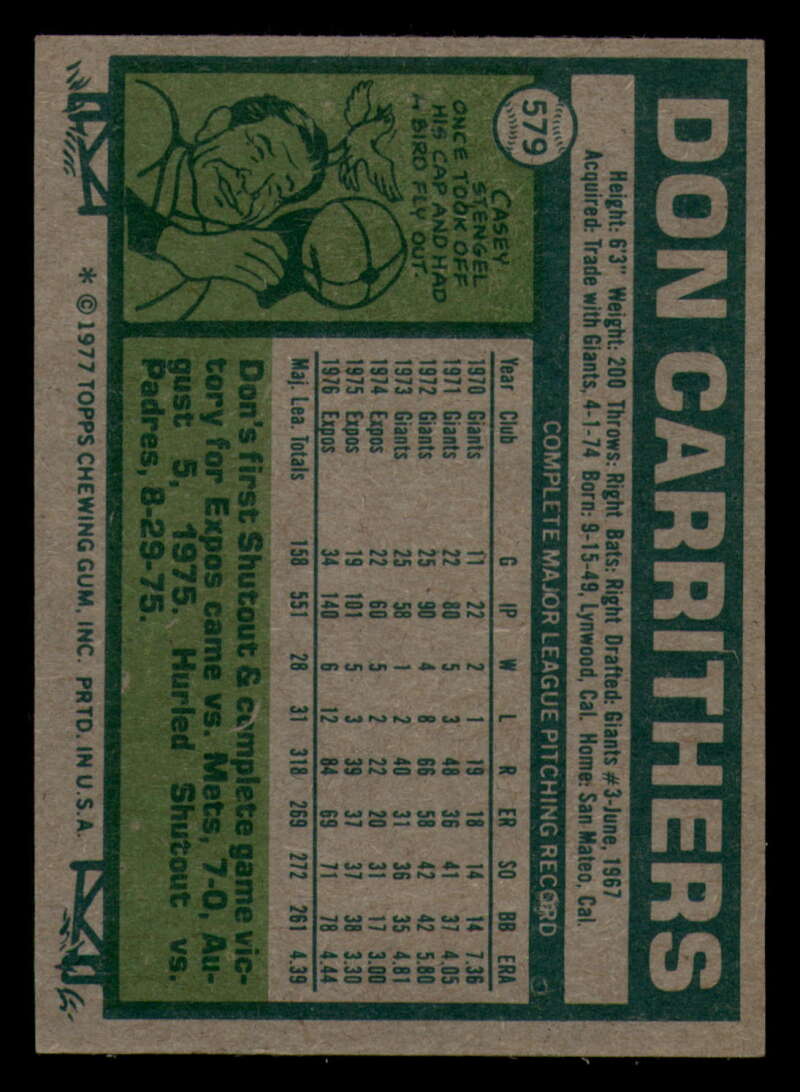 579
DON CARRITHERS
Height: 6'3" Weight: 200 Throws: Right Bats: Right Drafted: Giants #3-June, 1967
Acquired: Trade with Giants, 4-1-74 Born: 9-15-49, Lynwood, Cal. Home: San Mateo, Cal.
COMPLETE MAJOR LEAGUE PITCHING RECORD
Year Club G IP W L R ER SO BB ERA
1970 Giants 11 22 2 1 19 18 14 14 7.36
1971 Giants 22 80 5 3 48 36 41 37 4.05
1972 Giants 25 90 4 8 66 58 42 42 5.80
1973 Giants 25 58 1 2 40 31 36 35 4.81
1974 Expos 22 60 5 2 22 20 31 17 3.00
1975 Expos 19 101 5 3 39 37 37 38 3.30
1976 Expos 34 140 6 12 84 69 71 78 4.44
Maj. Lea. Totals 158 551 28 31 318 269 272 261 4.39
CASEY
STENGEL
ONCE TOOK OFF
HIS CAP AND HAD
A BIRD FLY OUT.
Don's first Shutout & complete game vic-
tory for Expos came vs. Mets, 7-0, Au-
gust 5, 1975. Hurled Shutout vs.
Padres, 8-29-75.
* © 1977 TOPPS CHEWING GUM, INC. PRTD. IN U.S.A.